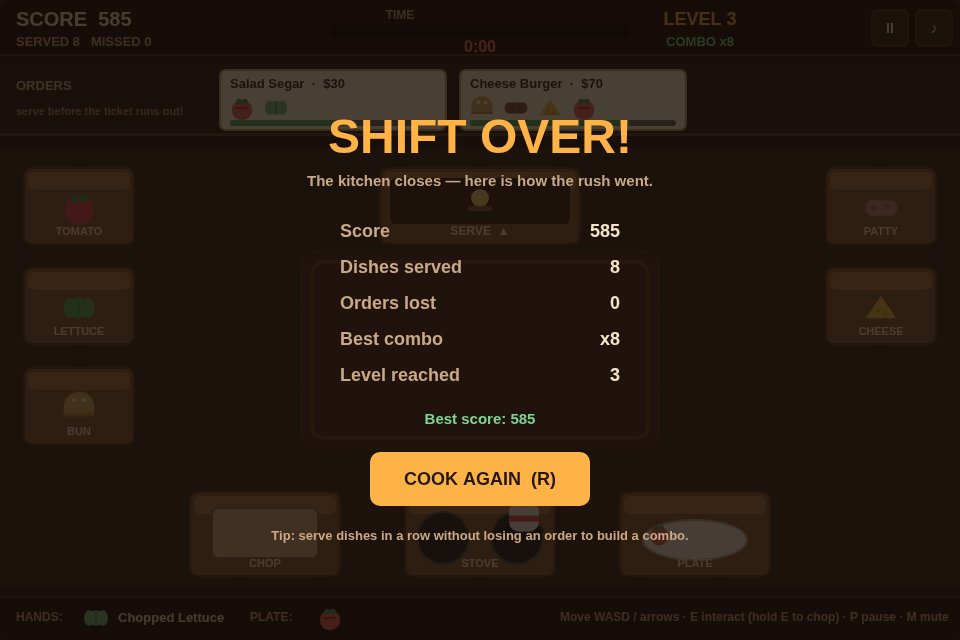 SCORE 585
TIME
LEVEL 3
II
♪
SERVED 8 MISSED 0
0:00
COMBO x8
ORDERS
serve before the ticket runs out!
Salad Segar · $30
Cheese Burger · $70
SHIFT OVER!
The kitchen closes — here is how the rush went.
TOMATO
SERVE ▲
PATTY
Score 585
Dishes served 8
Orders lost 0
Best combo x8
Level reached 3
LETTUCE
CHEESE
BUN
Best score: 585
COOK AGAIN (R)
Tip: serve dishes in a row without losing an order to build a combo.
CHOP
STOVE
PLATE
HANDS: Chopped Lettuce PLATE:
Move WASD / arrows · E interact (hold E to chop) · P pause · M mute